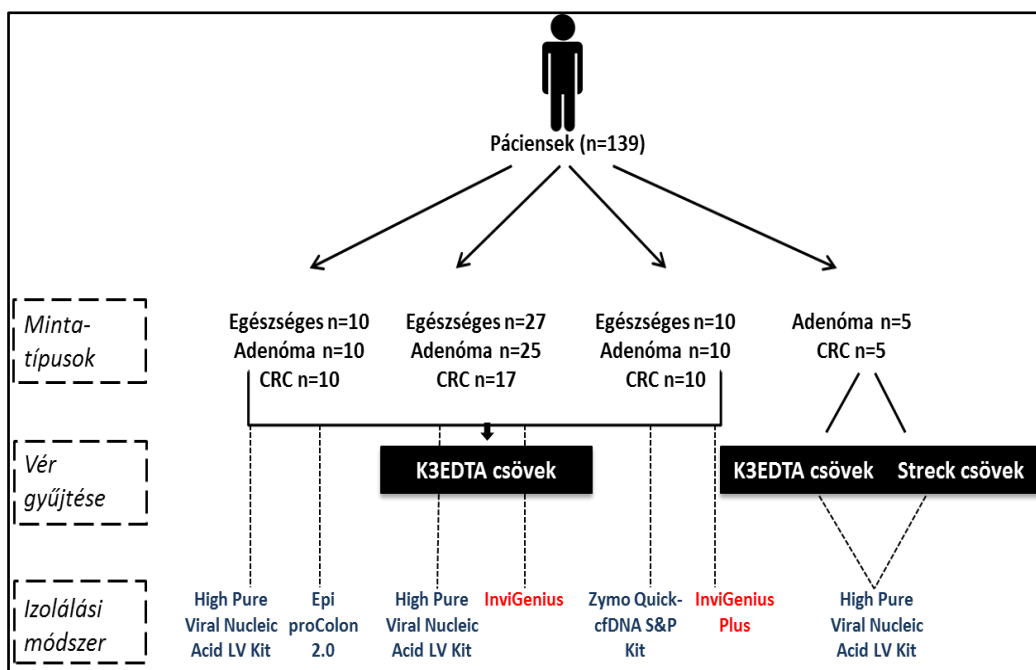 Páciensek (n=139)
Minta-
típusok
Egészséges n=10
Adenóma n=10
CRC n=10
Egészséges n=27
Adenóma n=25
CRC n=17
Egészséges n=10
Adenóma n=10
CRC n=10
Adenóma n=5
CRC n=5
Vér
gyűjtése
K3EDTA csövek
K3EDTA csövek
Streck csövek
Izolálási
módszer
High Pure
Viral Nucleic
Acid LV Kit
Epi
proColon
2.0
High Pure
Viral Nucleic
Acid LV Kit
InviGenius
Zymo Quick-
cfDNA S&P
Kit
InviGenius
Plus
High Pure
Viral Nucleic
Acid LV Kit